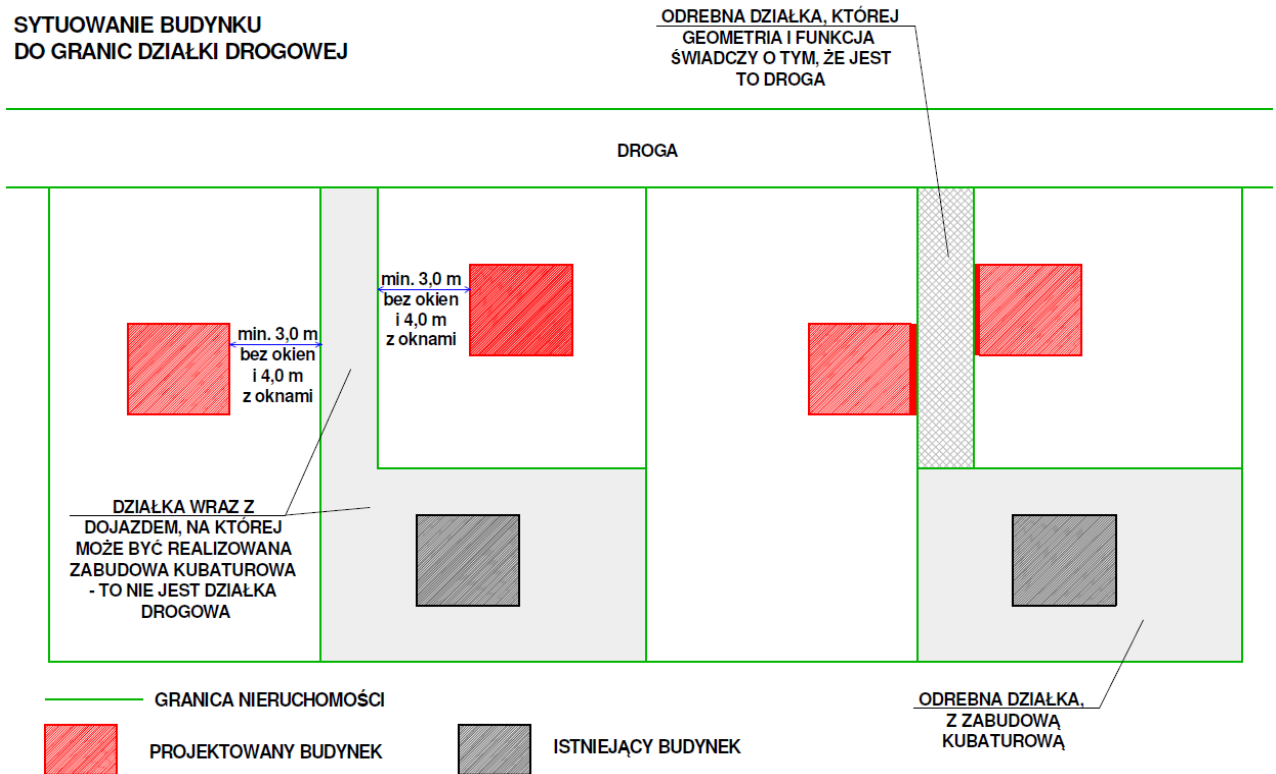 SYTUOWANIE BUDYNKU
DO GRANIC DZIAŁKI DROGOWEJ
ODREBNA DZIAŁKA, KTÓREJ
GEOMETRIA I FUNKCJA
ŚWIADCZY O TYM, ŻE JEST
TO DROGA
DROGA
min. 3,0 m
bez okien
i 4,0 m
z oknami
min. 3,0 m
bez okien
i 4,0 m
z oknami
DZIAŁKA WRAZ Z
DOJAZDEM, NA KTÓREJ
MOŻE BYĆ REALIZOWANA
ZABUDOWA KUBATUROWA
- TO NIE JEST DZIAŁKA
DROGOWA
ODREBNA DZIAŁKA,
Z ZABUDOWĄ
KUBATUROWĄ
GRANICA NIERUCHOMOŚCI
PROJEKTOWANY BUDYNEK
ISTNIEJĄCY BUDYNEK